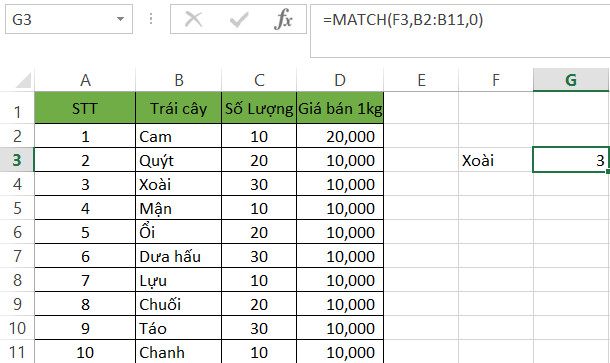 G3 fx =MATCH(F3,B2:B11,0)
A B C D E F G
1 STT Trái cây Số Lượng Giá bán 1kg
2 1 Cam 10 20,000
3 2 Quýt 20 10,000 Xoài 3
4 3 Xoài 30 10,000
5 4 Mận 10 10,000
6 5 Ổi 20 10,000
7 6 Dưa hấu 30 10,000
8 7 Lựu 10 10,000
9 8 Chuối 20 10,000
10 9 Táo 30 10,000
11 10 Chanh 10 10,000